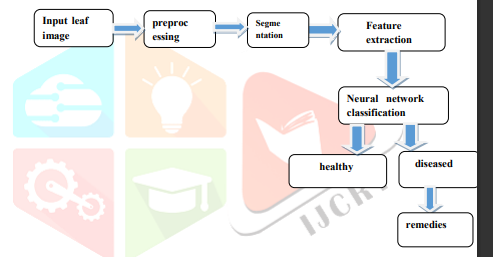 Input leaf
image
preproc
essing
Segme
ntation
Feature
extraction
Neural network
classification
healthy
diseased
remedies
IJCR